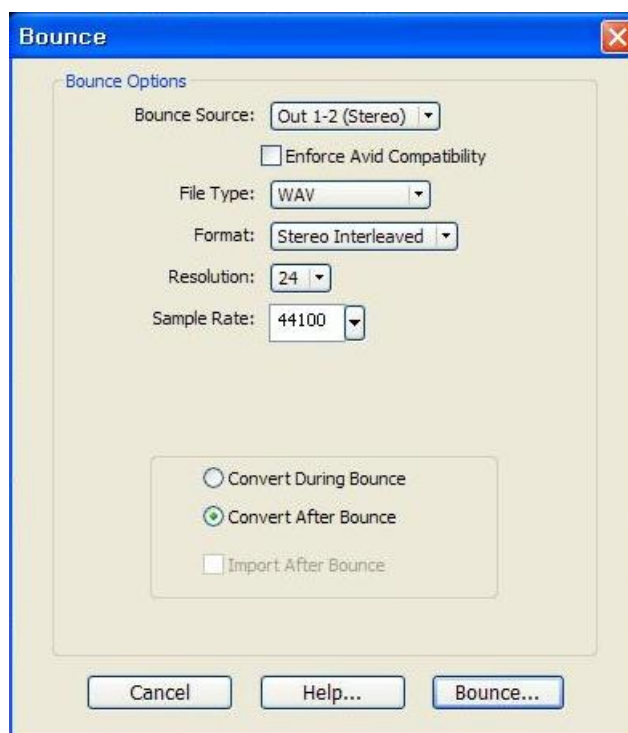 Bounce
Bounce Options
Bounce Source: Out 1-2 (Stereo)
Enforce Avid Compatibility
File Type: WAV
Format: Stereo Interleaved
Resolution: 24
Sample Rate: 44100
Convert During Bounce
Convert After Bounce
Import After Bounce
Cancel Help... Bounce...